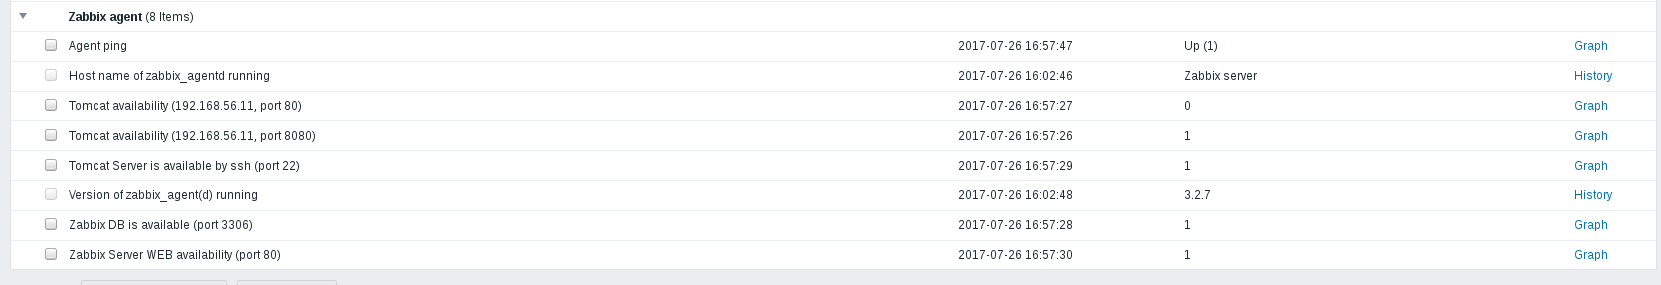 Zabbix agent (8 Items)
Agent ping 2017-07-26 16:57:47 Up (1) Graph
Host name of zabbix_agentd running 2017-07-26 16:02:46 Zabbix server History
Tomcat availability (192.168.56.11, port 80) 2017-07-26 16:57:27 0 Graph
Tomcat availability (192.168.56.11, port 8080) 2017-07-26 16:57:26 1 Graph
Tomcat Server is available by ssh (port 22) 2017-07-26 16:57:29 1 Graph
Version of zabbix_agent(d) running 2017-07-26 16:02:48 3.2.7 History
Zabbix DB is available (port 3306) 2017-07-26 16:57:28 1 Graph
Zabbix Server WEB availability (port 80) 2017-07-26 16:57:30 1 Graph